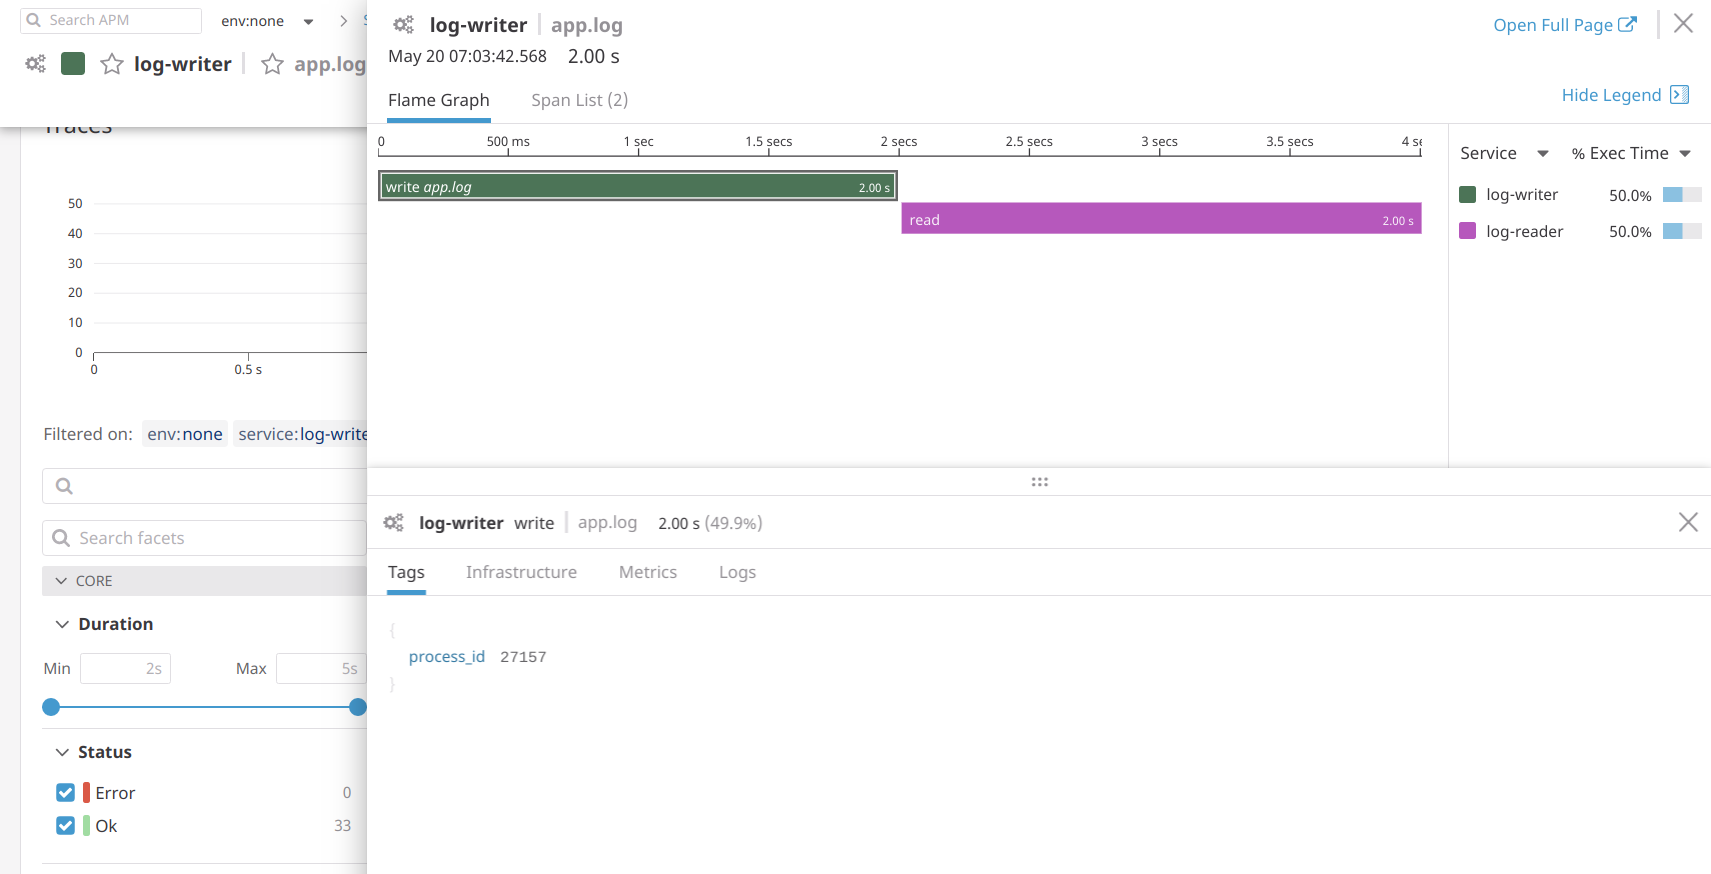 Search APM
env:none
log-writer
app.log
Traces
50
40
30
20
10
0
0
0.5 s
Filtered on:
env:none
service:log-write
Search facets
CORE
Duration
Min
2s
Max
5s
Status
Error
0
Ok
33
log-writer
app.log
Open Full Page
May 20 07:03:42.568 2.00 s
Flame Graph
Span List (2)
Hide Legend
0
500 ms
1 sec
1.5 secs
2 secs
2.5 secs
3 secs
3.5 secs
4 se
write app.log
2.00 s
read
2.00 s
Service
% Exec Time
log-writer
50.0%
log-reader
50.0%
log-writer write
app.log
2.00 s (49.9%)
Tags
Infrastructure
Metrics
Logs
{
process_id 27157
}